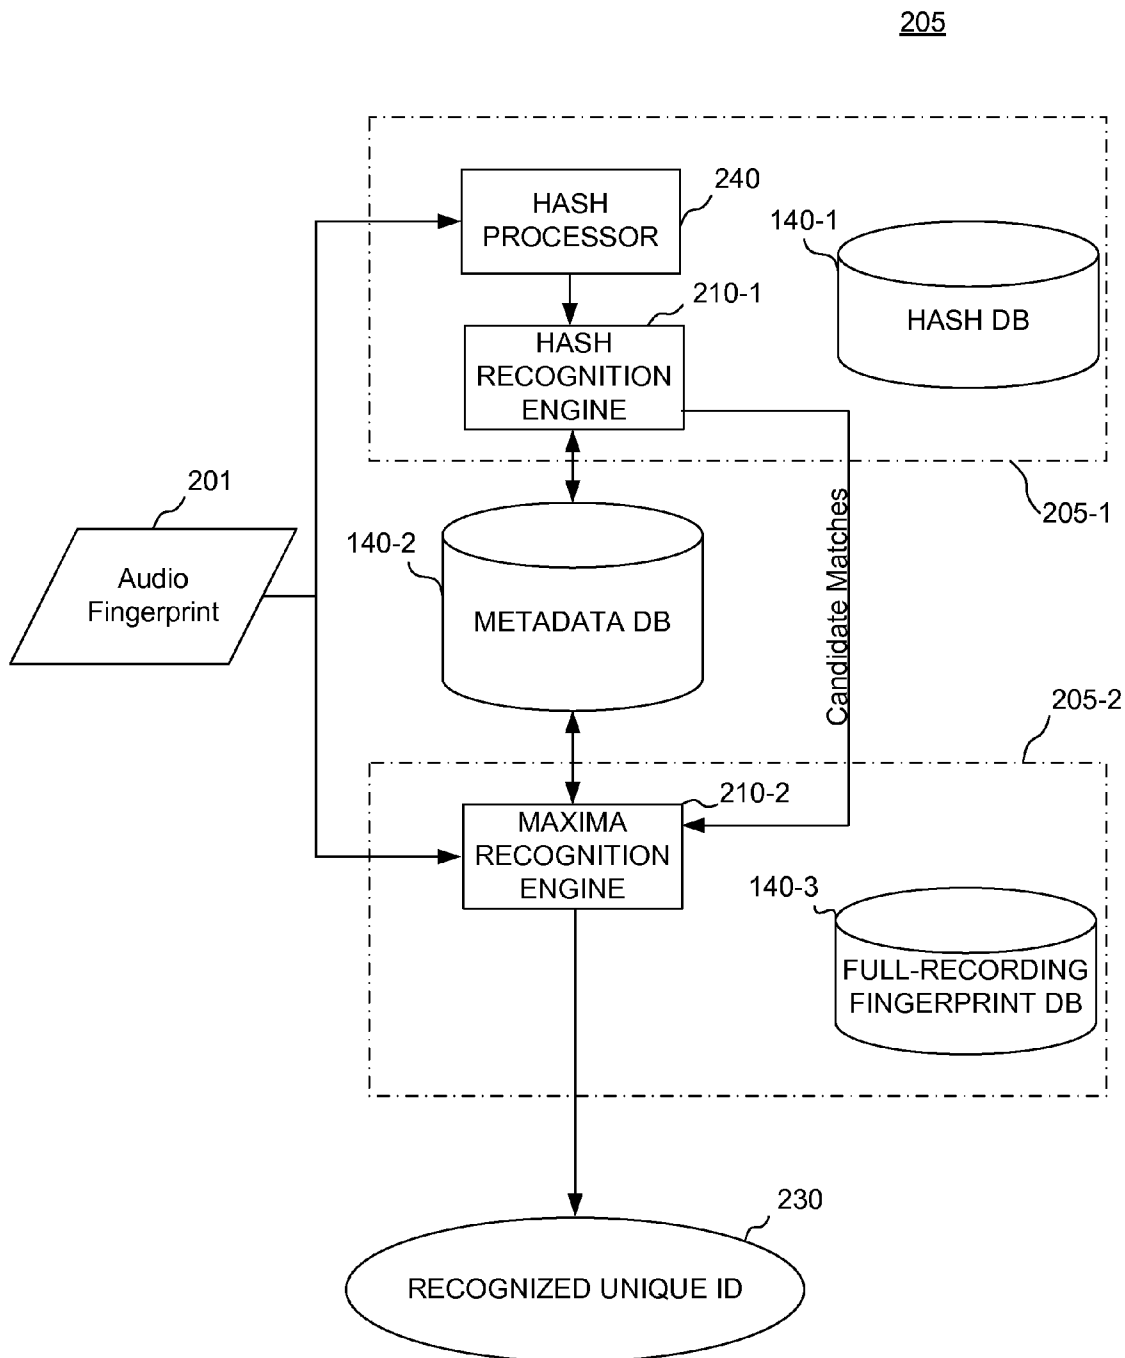 205
HASH
PROCESSOR
240
140-1
HASH DB
210-1
HASH
RECOGNITION
ENGINE
205-1
201
Audio
Fingerprint
140-2
METADATA DB
Candidate Matches
205-2
210-2
MAXIMA
RECOGNITION
ENGINE
140-3
FULL-RECORDING
FINGERPRINT DB
230
RECOGNIZED UNIQUE ID